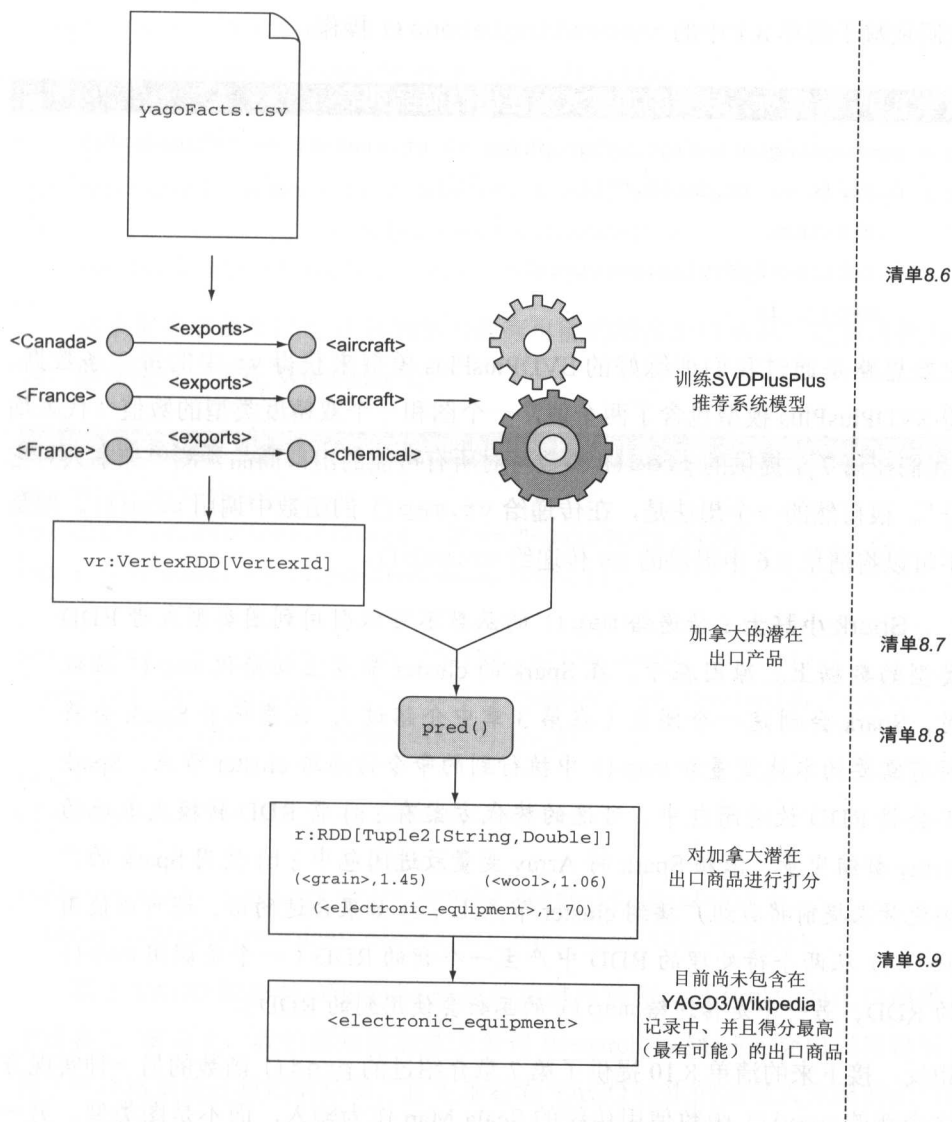 yagoFacts.tsv
清单8.6
<Canada>
<exports>
<aircraft>
<France>
<exports>
<aircraft>
<France>
<exports>
<chemical>
训练SVDPlusPlus
推荐系统模型
vr:VertexRDD[VertexId]
加拿大的潜在
出口产品
清单8.7
pred()
清单8.8
r:RDD[Tuple2[String,Double]]
(<grain>,1.45)
(<wool>,1.06)
(<electronic_equipment>,1.70)
对加拿大潜在
出口商品进行打分
清单8.9
<electronic_equipment>
目前尚未包含在
YAGO3/Wikipedia
记录中、并且得分最高
（最有可能）的出口商品